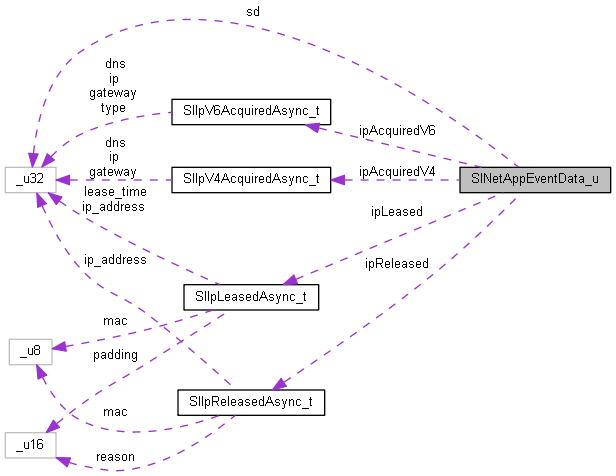 sd
dns
ip
gateway
type
SlIpV6AcquiredAsync_t
ipAcquiredV6
dns
ip
gateway
_u32
SlIpV4AcquiredAsync_t
ipAcquiredV4
SlNetAppEventData_u
lease_time
ip_address
ipLeased
ip_address
ipReleased
SlIpLeasedAsync_t
mac
_u8
padding
SlIpReleasedAsync_t
mac
_u16
reason